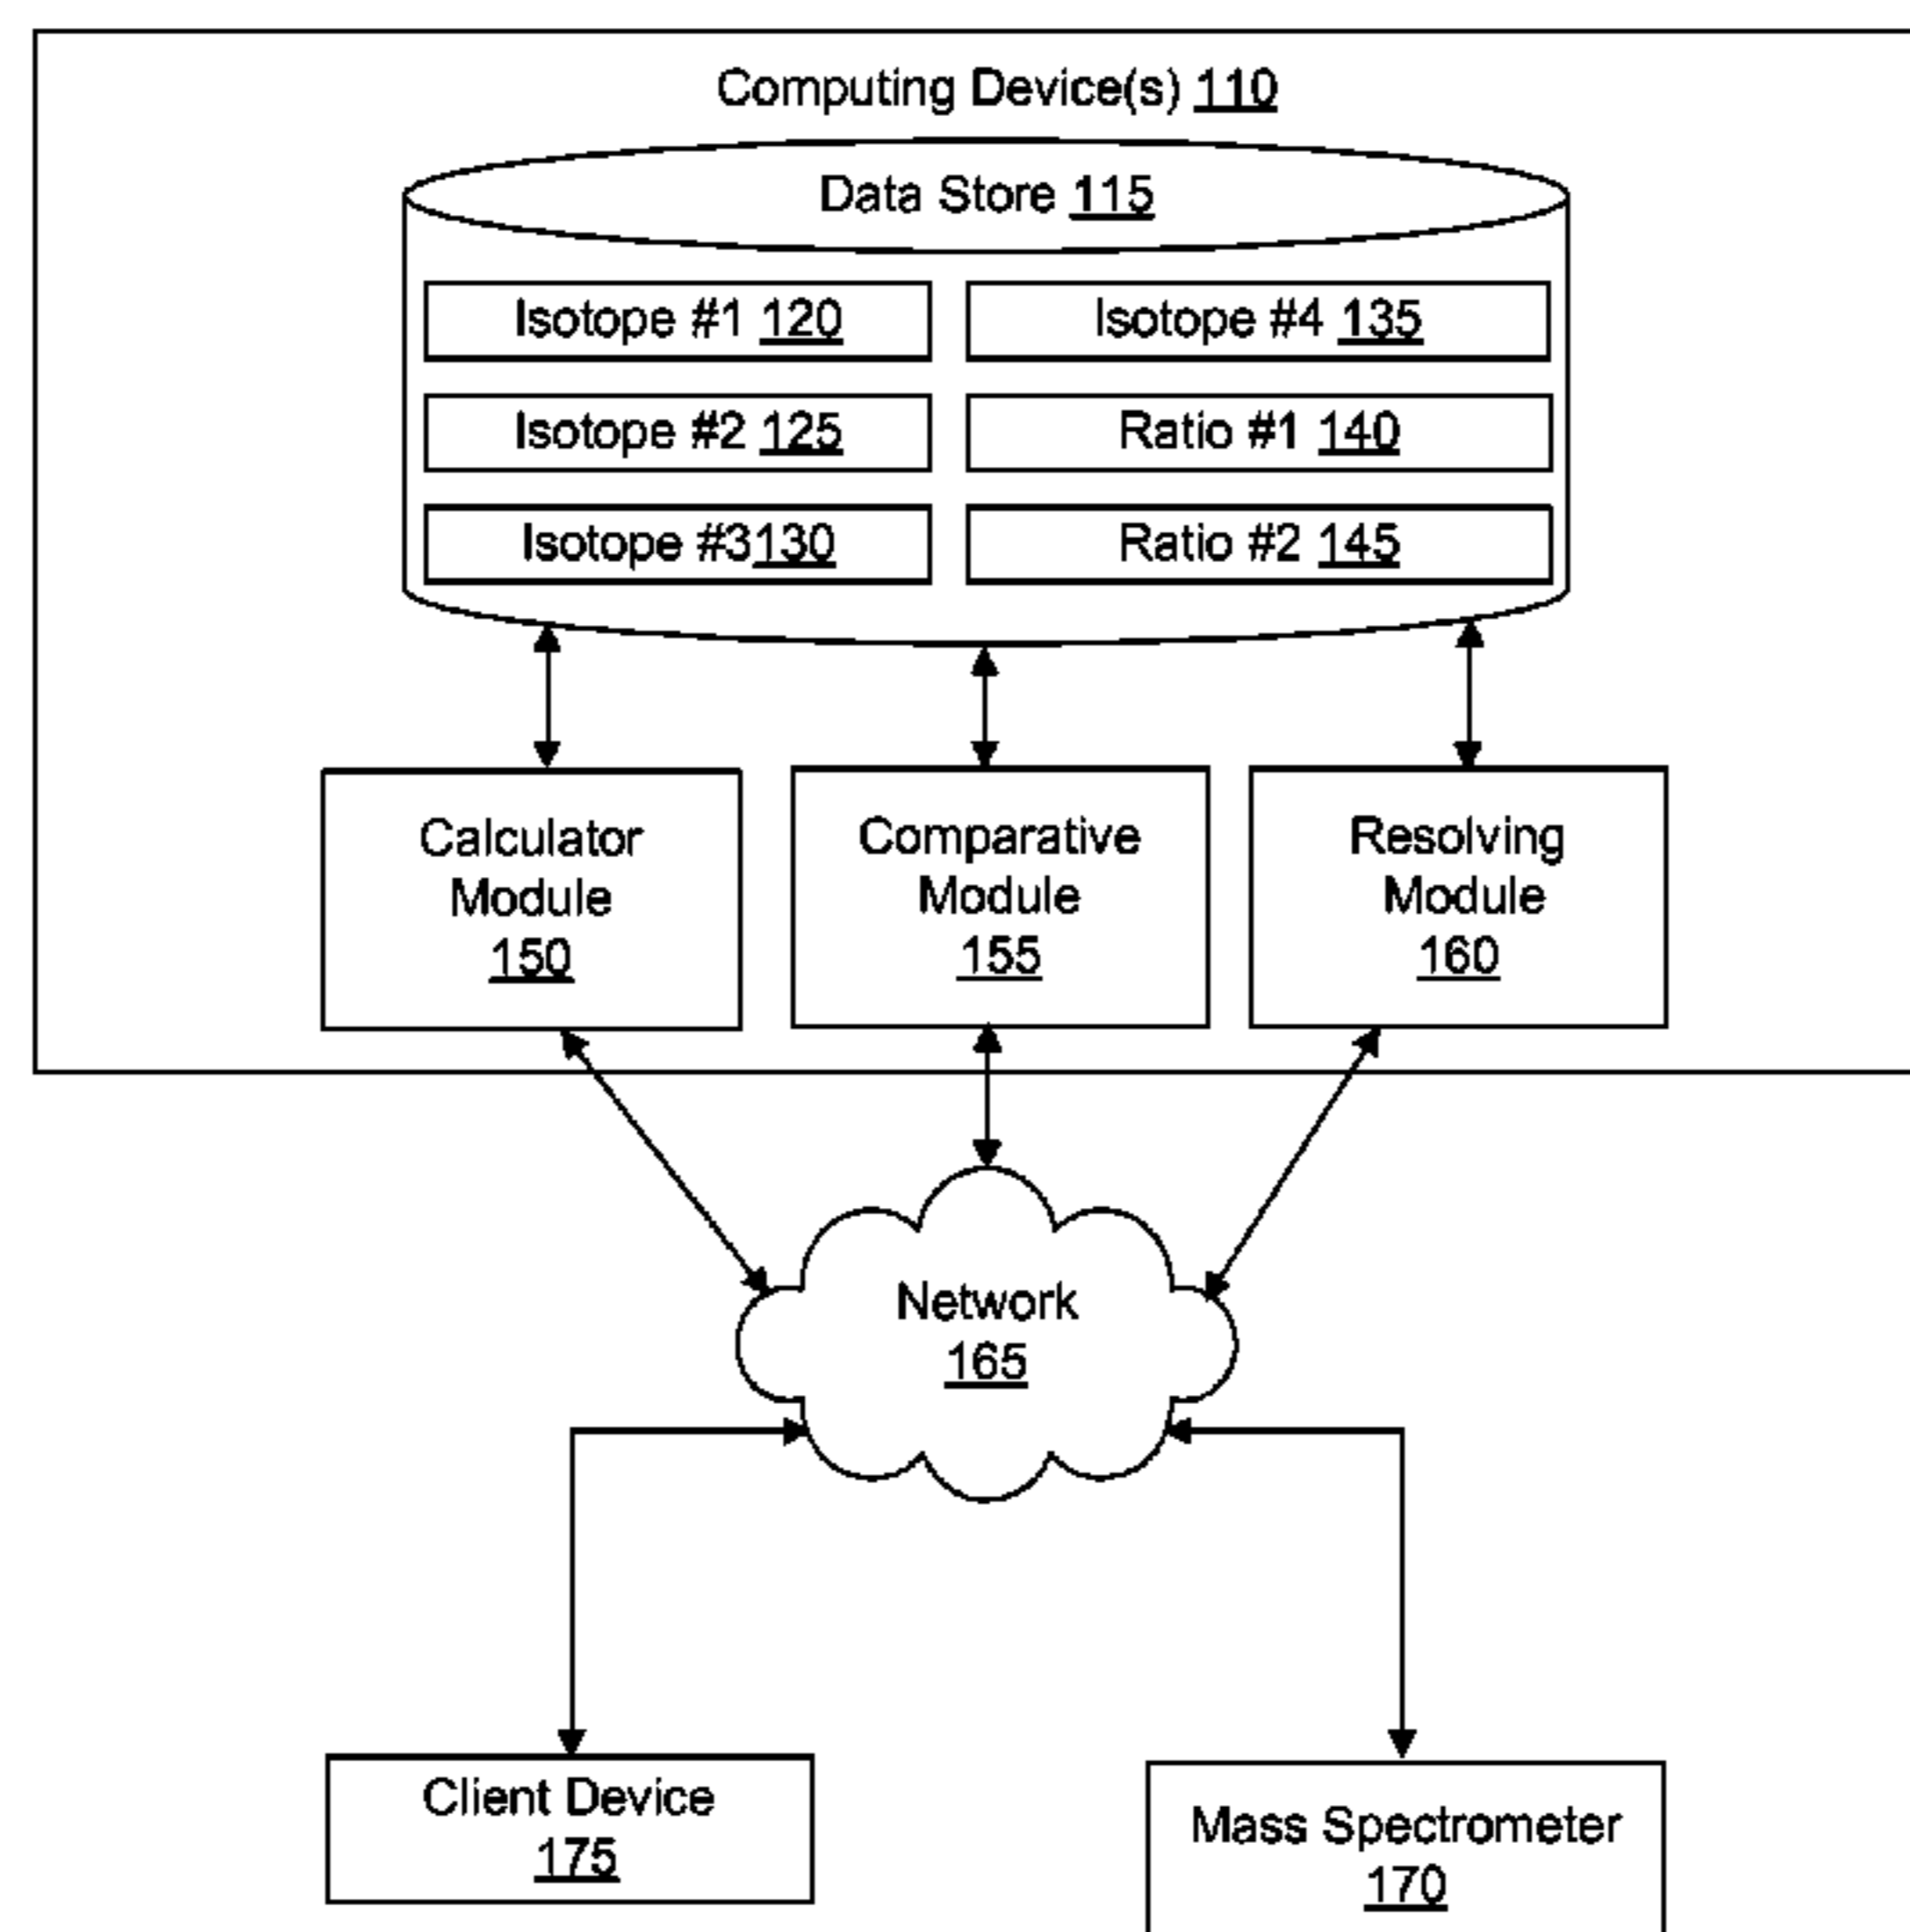 Computing Device(s) 110
Data Store 115
Isotope #1 120
Isotope #4 135
Isotope #2 125
Ratio #1 140
Isotope #3130
Ratio #2 145
Calculator
Module
150
Comparative
Module
155
Resolving
Module
160
Network
165
Client Device
175
Mass Spectrometer
170